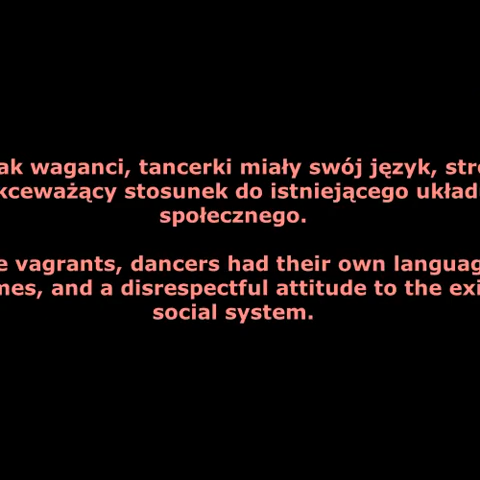 ak waganci, tancerki miały swój język, stro
kceważący stosunek do istniejącego układ
społecznego.
e vagrants, dancers had their own languag
mes, and a disrespectful attitude to the exi
social system.